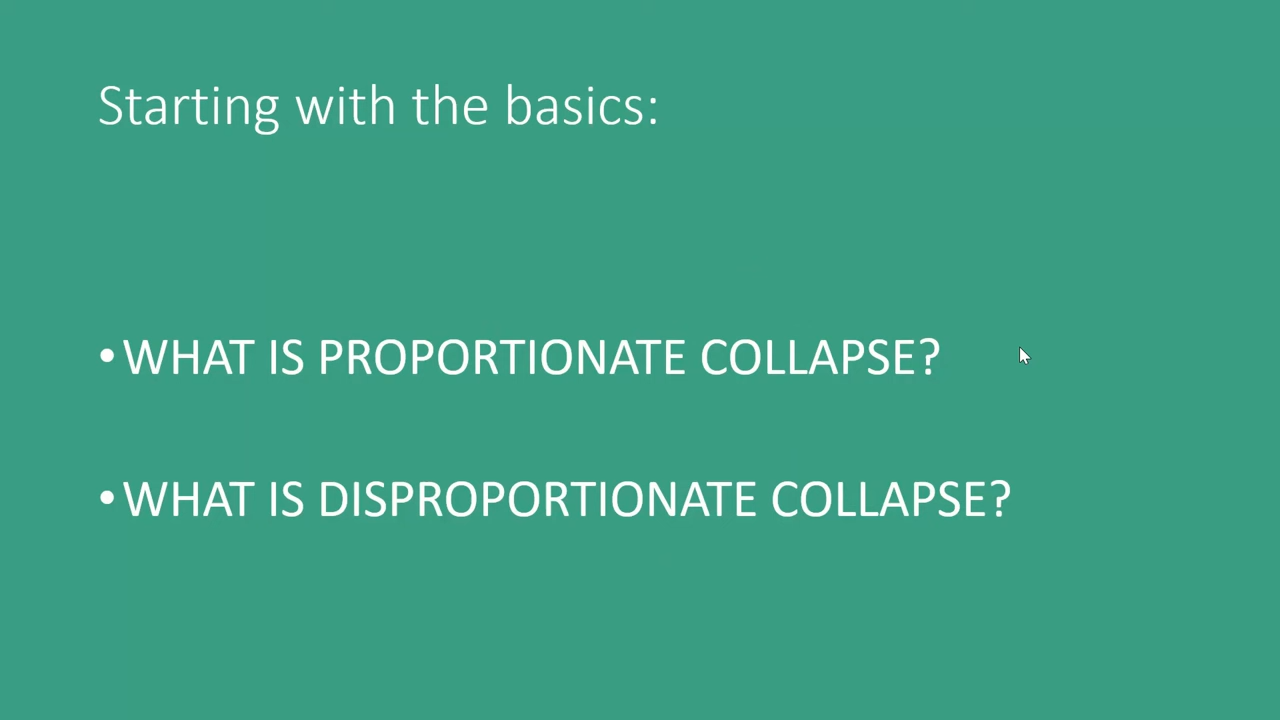 Starting with the basics:
• WHAT IS PROPORTIONATE COLLAPSE?
• WHAT IS DISPROPORTIONATE COLLAPSE?